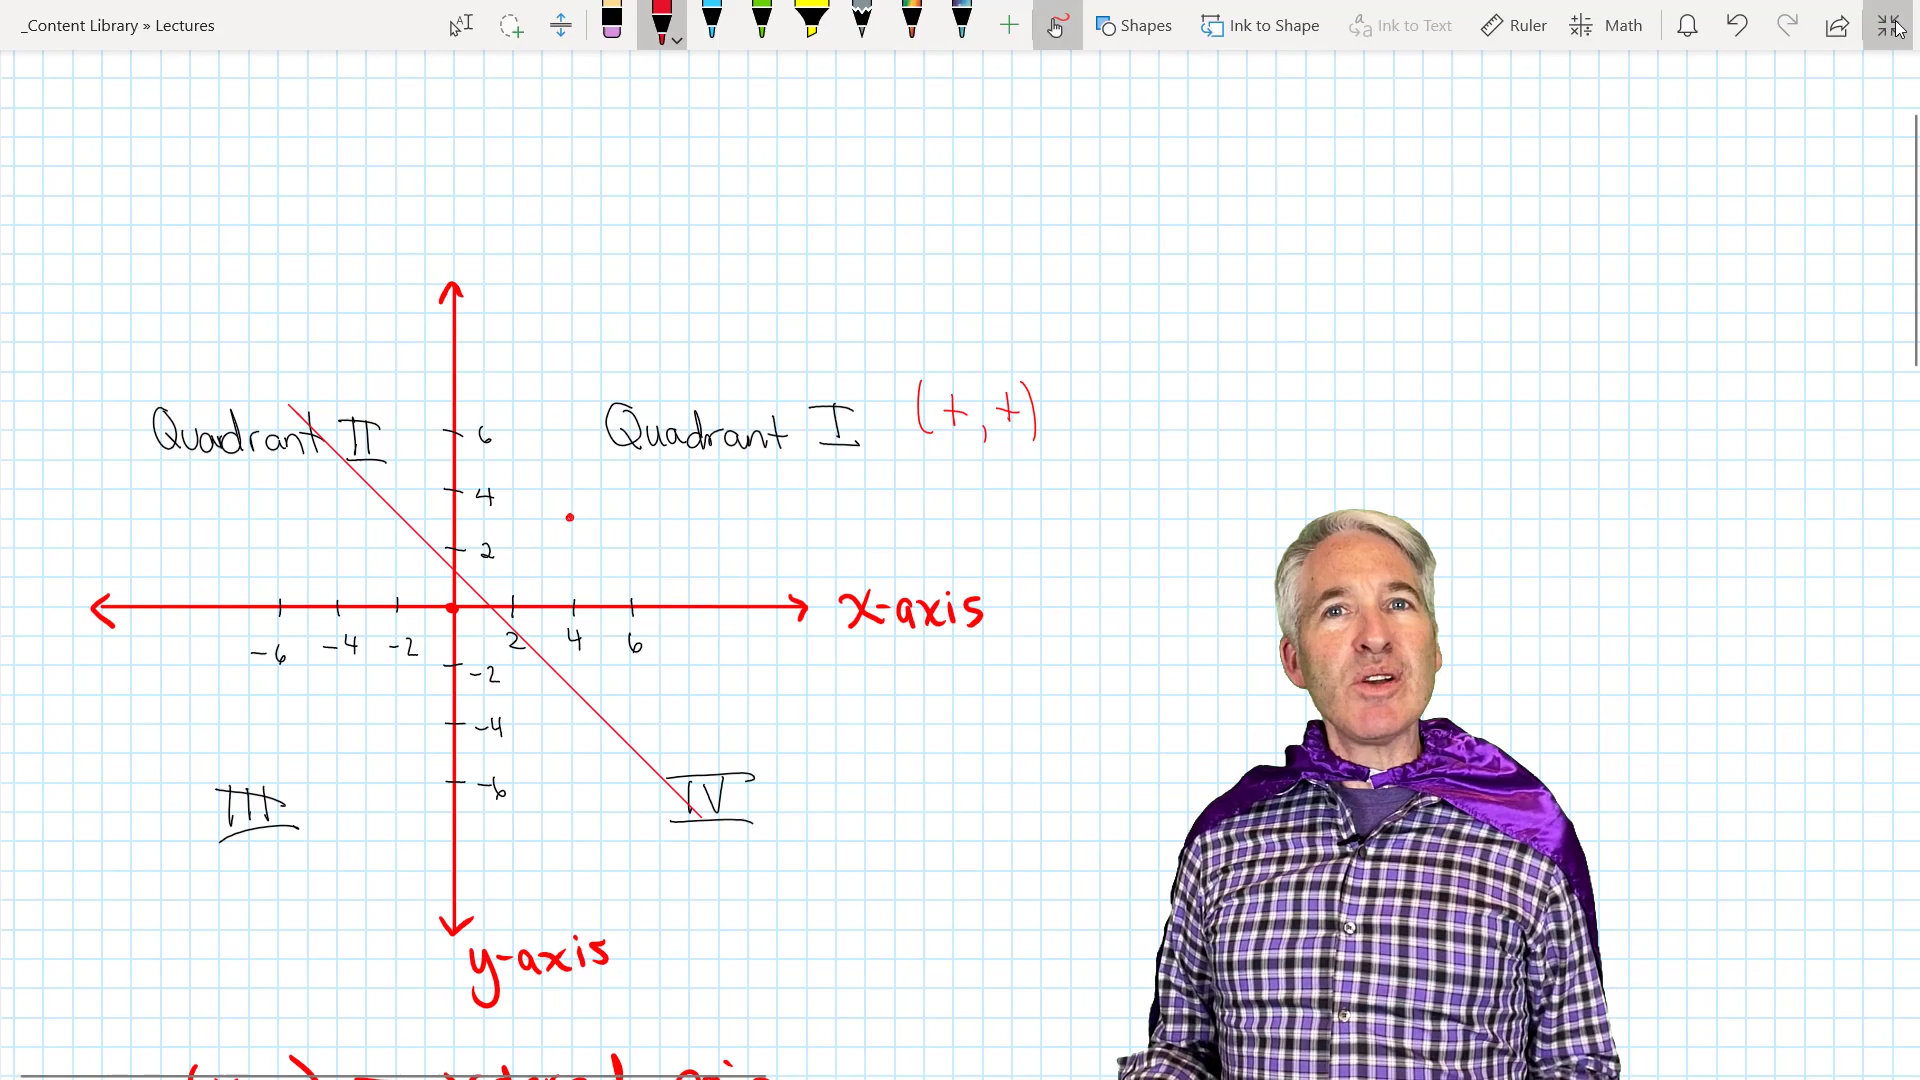 _Content Library » Lectures
Shapes
Ink to Shape
Ink to Text
Ruler
Math
Quadrant II
Quadrant I
(+, +)
6
4
2
x-axis
-6 -4 -2 2 4 6
-2
-4
-6
III
IV
y-axis